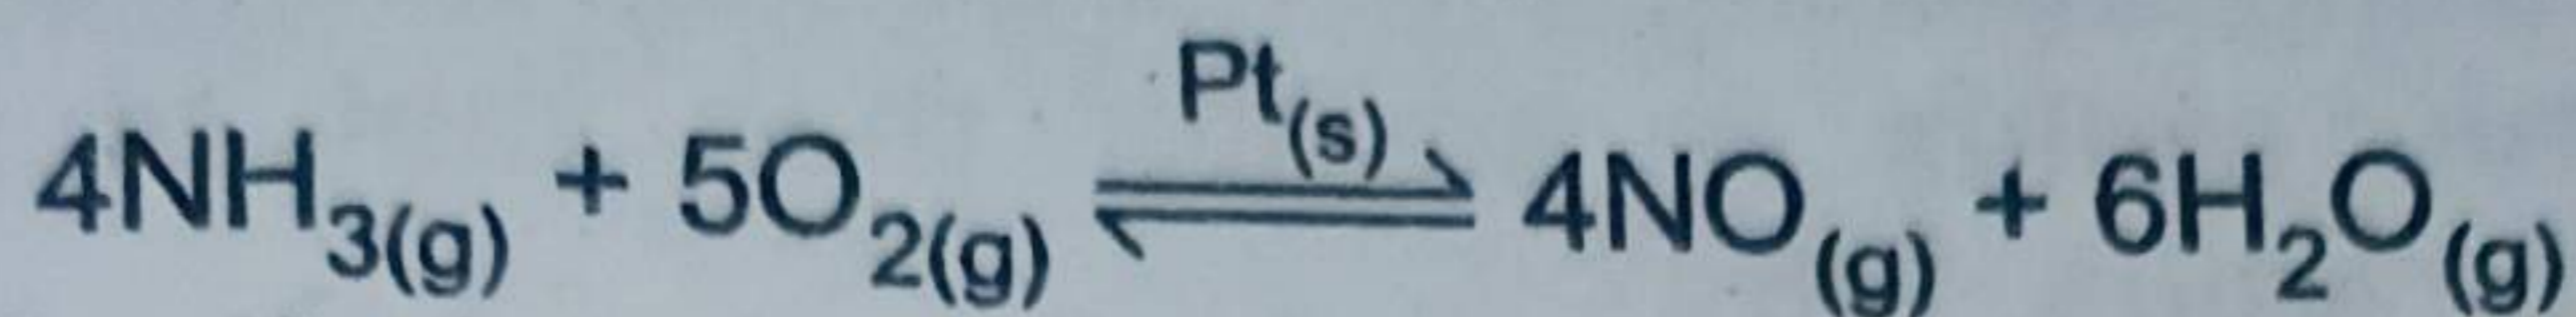 4NH₃(g) + 5O₂(g) ⇌ 4NO(g) + 6H₂O(g)
Pt(s)